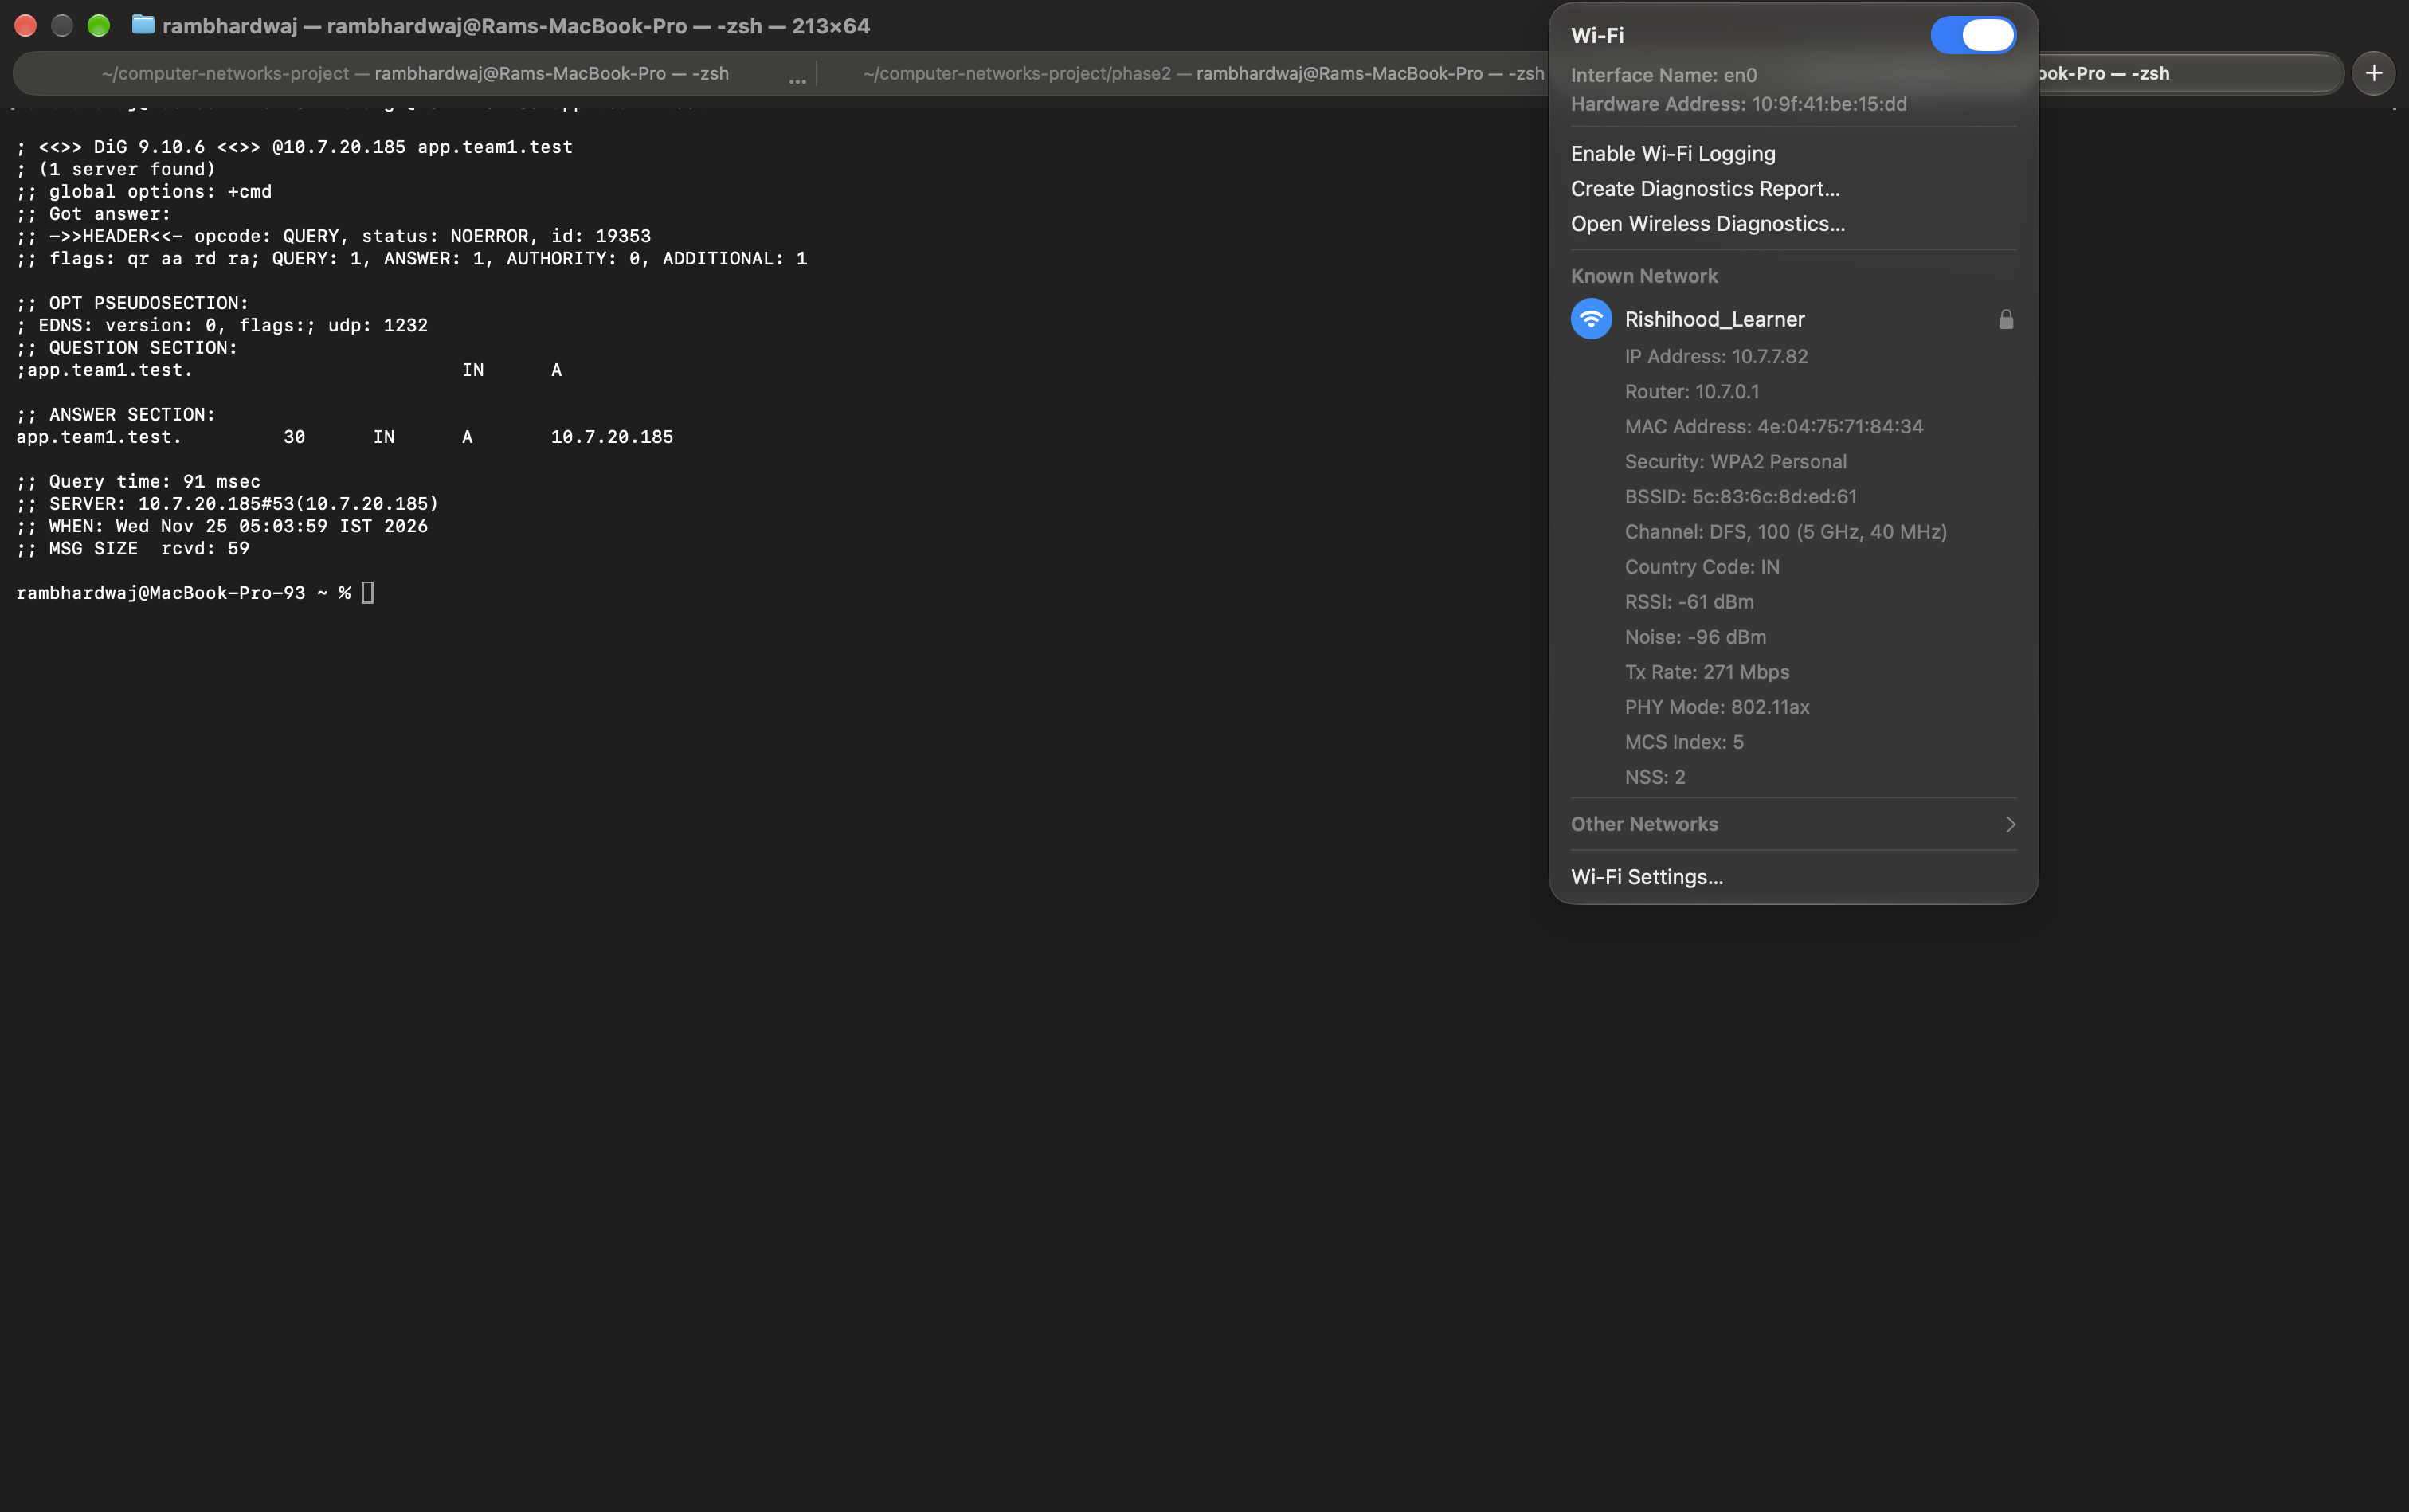 rambhardwaj — rambhardwaj@Rams-MacBook-Pro — -zsh — 213×64
~/computer-networks-project — rambhardwaj@Rams-MacBook-Pro — -zsh ...
~/computer-networks-project/phase2 — rambhardwaj@Rams-MacBook-Pro — -zsh
ook-Pro — -zsh
+
; <<>> DiG 9.10.6 <<>> @10.7.20.185 app.team1.test
; (1 server found)
;; global options: +cmd
;; Got answer:
;; ->>HEADER<<- opcode: QUERY, status: NOERROR, id: 19353
;; flags: qr aa rd ra; QUERY: 1, ANSWER: 1, AUTHORITY: 0, ADDITIONAL: 1
;; OPT PSEUDOSECTION:
; EDNS: version: 0, flags:; udp: 1232
;; QUESTION SECTION:
;app.team1.test. IN A
;; ANSWER SECTION:
app.team1.test. 30 IN A 10.7.20.185
;; Query time: 91 msec
;; SERVER: 10.7.20.185#53(10.7.20.185)
;; WHEN: Wed Nov 25 05:03:59 IST 2026
;; MSG SIZE rcvd: 59
rambhardwaj@MacBook-Pro-93 ~ %
Wi-Fi
Interface Name: en0
Hardware Address: 10:9f:41:be:15:dd
Enable Wi-Fi Logging
Create Diagnostics Report...
Open Wireless Diagnostics...
Known Network
Rishihood_Learner
IP Address: 10.7.7.82
Router: 10.7.0.1
MAC Address: 4e:04:75:71:84:34
Security: WPA2 Personal
BSSID: 5c:83:6c:8d:ed:61
Channel: DFS, 100 (5 GHz, 40 MHz)
Country Code: IN
RSSI: -61 dBm
Noise: -96 dBm
Tx Rate: 271 Mbps
PHY Mode: 802.11ax
MCS Index: 5
NSS: 2
Other Networks
Wi-Fi Settings...